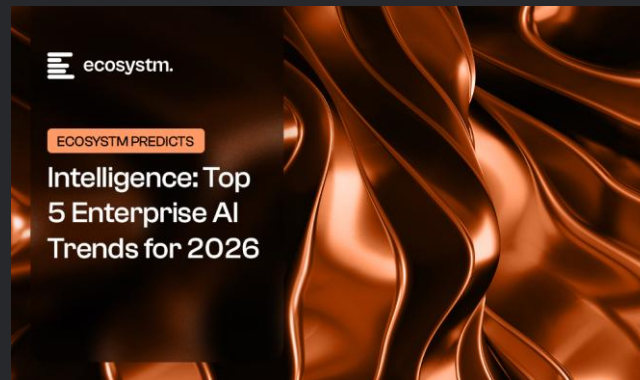 ecosystm.
ECOSYSTM PREDICTS
Intelligence: Top
5 Enterprise AI
Trends for 2026